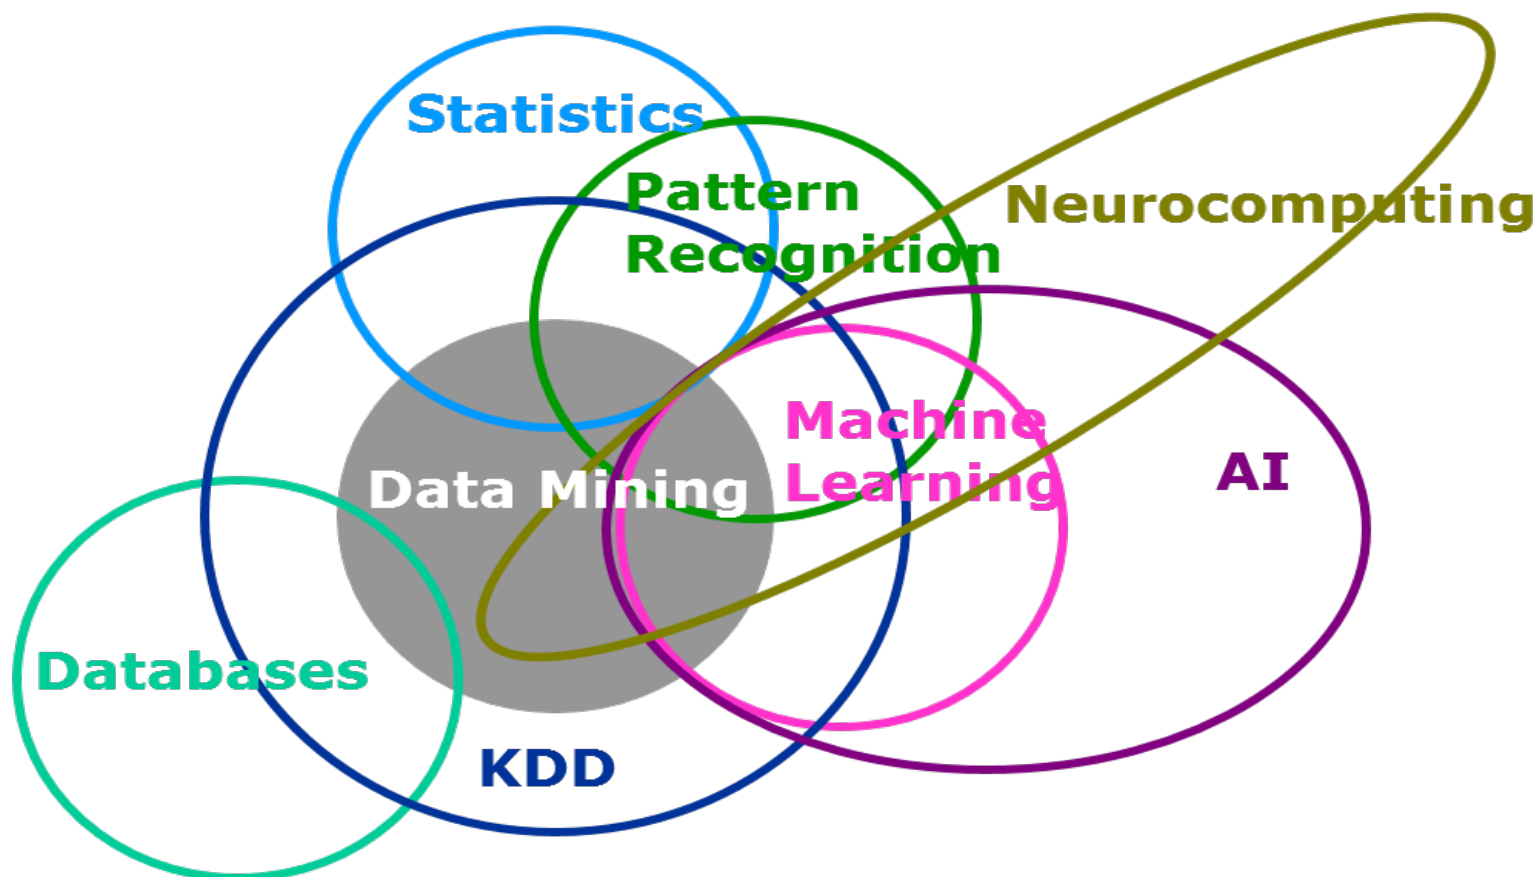 Statistics
Pattern
Recognition
Neurocomputing
Machine
Learning
AI
Data Mining
Databases
KDD